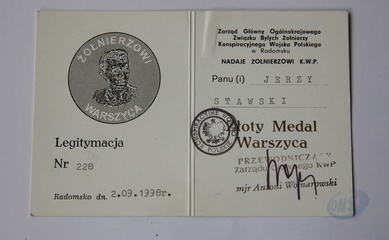 ŻOŁNIERZOWI
WARSZYCA
Legitymacja
Nr 228
Radomsko dn. 2.09.1998r.
Zarząd Główny Ogólnokrajowego
Związku Byłych Żołnierzy
Konspiracyjnego Wojska Polskiego
w Radomsku
NADAJE ŻOŁNIERZOWI K.W.P.
Panu (i) JERZY
STAWSKI
łoty Medal
Warszyca
PRZEWODNICZĄCY
Zarządu Głównego KWP
mjr Antoni Wojnarowski